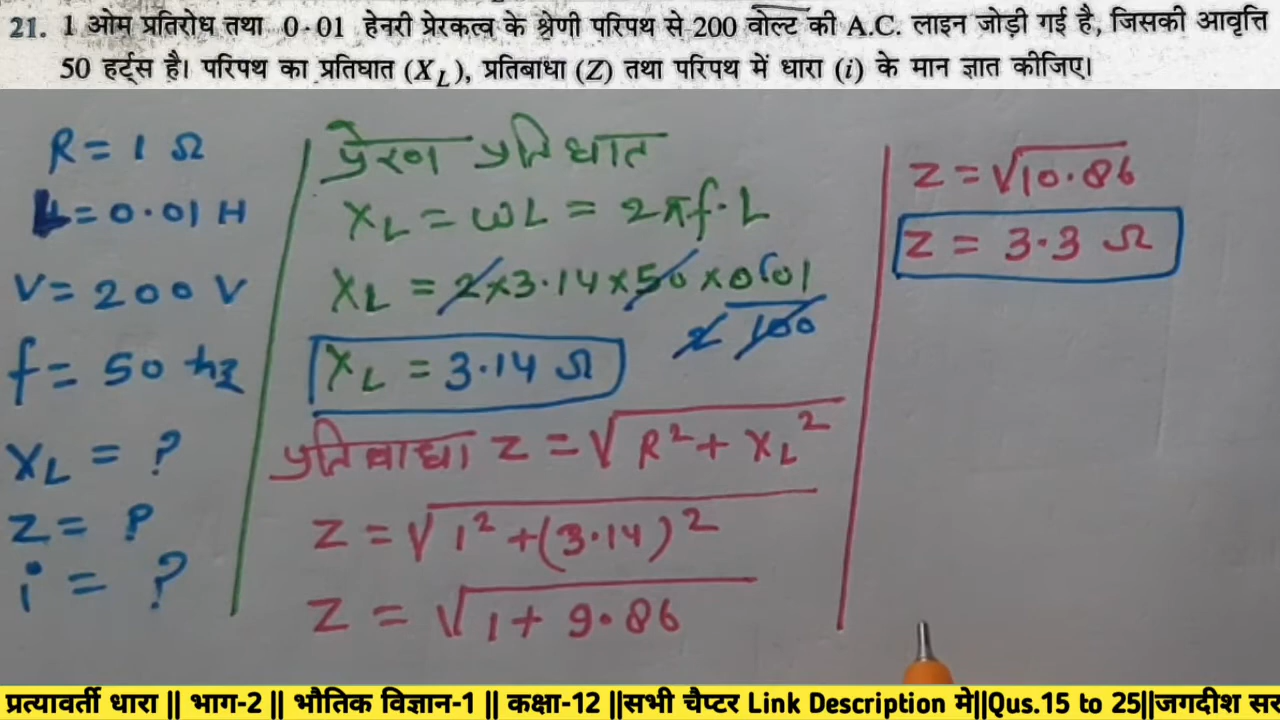 21. 1 ओम प्रतिरोध तथा 0·01 हेनरी प्रेरकत्व के श्रेणी परिपथ से 200 वोल्ट की A.C. लाइन जोड़ी गई है, जिसकी आवृत्ति
50 हर्ट्स है। परिपथ का प्रतिघात (X_L), प्रतिबाधा (Z) तथा परिपथ में धारा (i) के मान ज्ञात कीजिए।
R = 1 Ω
L = 0.01 H
V = 200 V
f = 50 hz
X_L = ?
Z = ?
i = ?
प्रेरण प्रतिघात
X_L = ωL = 2πf·L
X_L = 2×3.14×50×0.01
2 100
X_L = 3.14 Ω
प्रतिबाधा Z = √R² + X_L²
Z = √1² + (3.14)²
Z = √1 + 9.86
Z = √10.86
Z = 3.3 Ω
प्रत्यावर्ती धारा || भाग-2 || भौतिक विज्ञान-1 || कक्षा-12 ||सभी चैप्टर Link Description मे||Qus.15 to 25||जगदीश सर